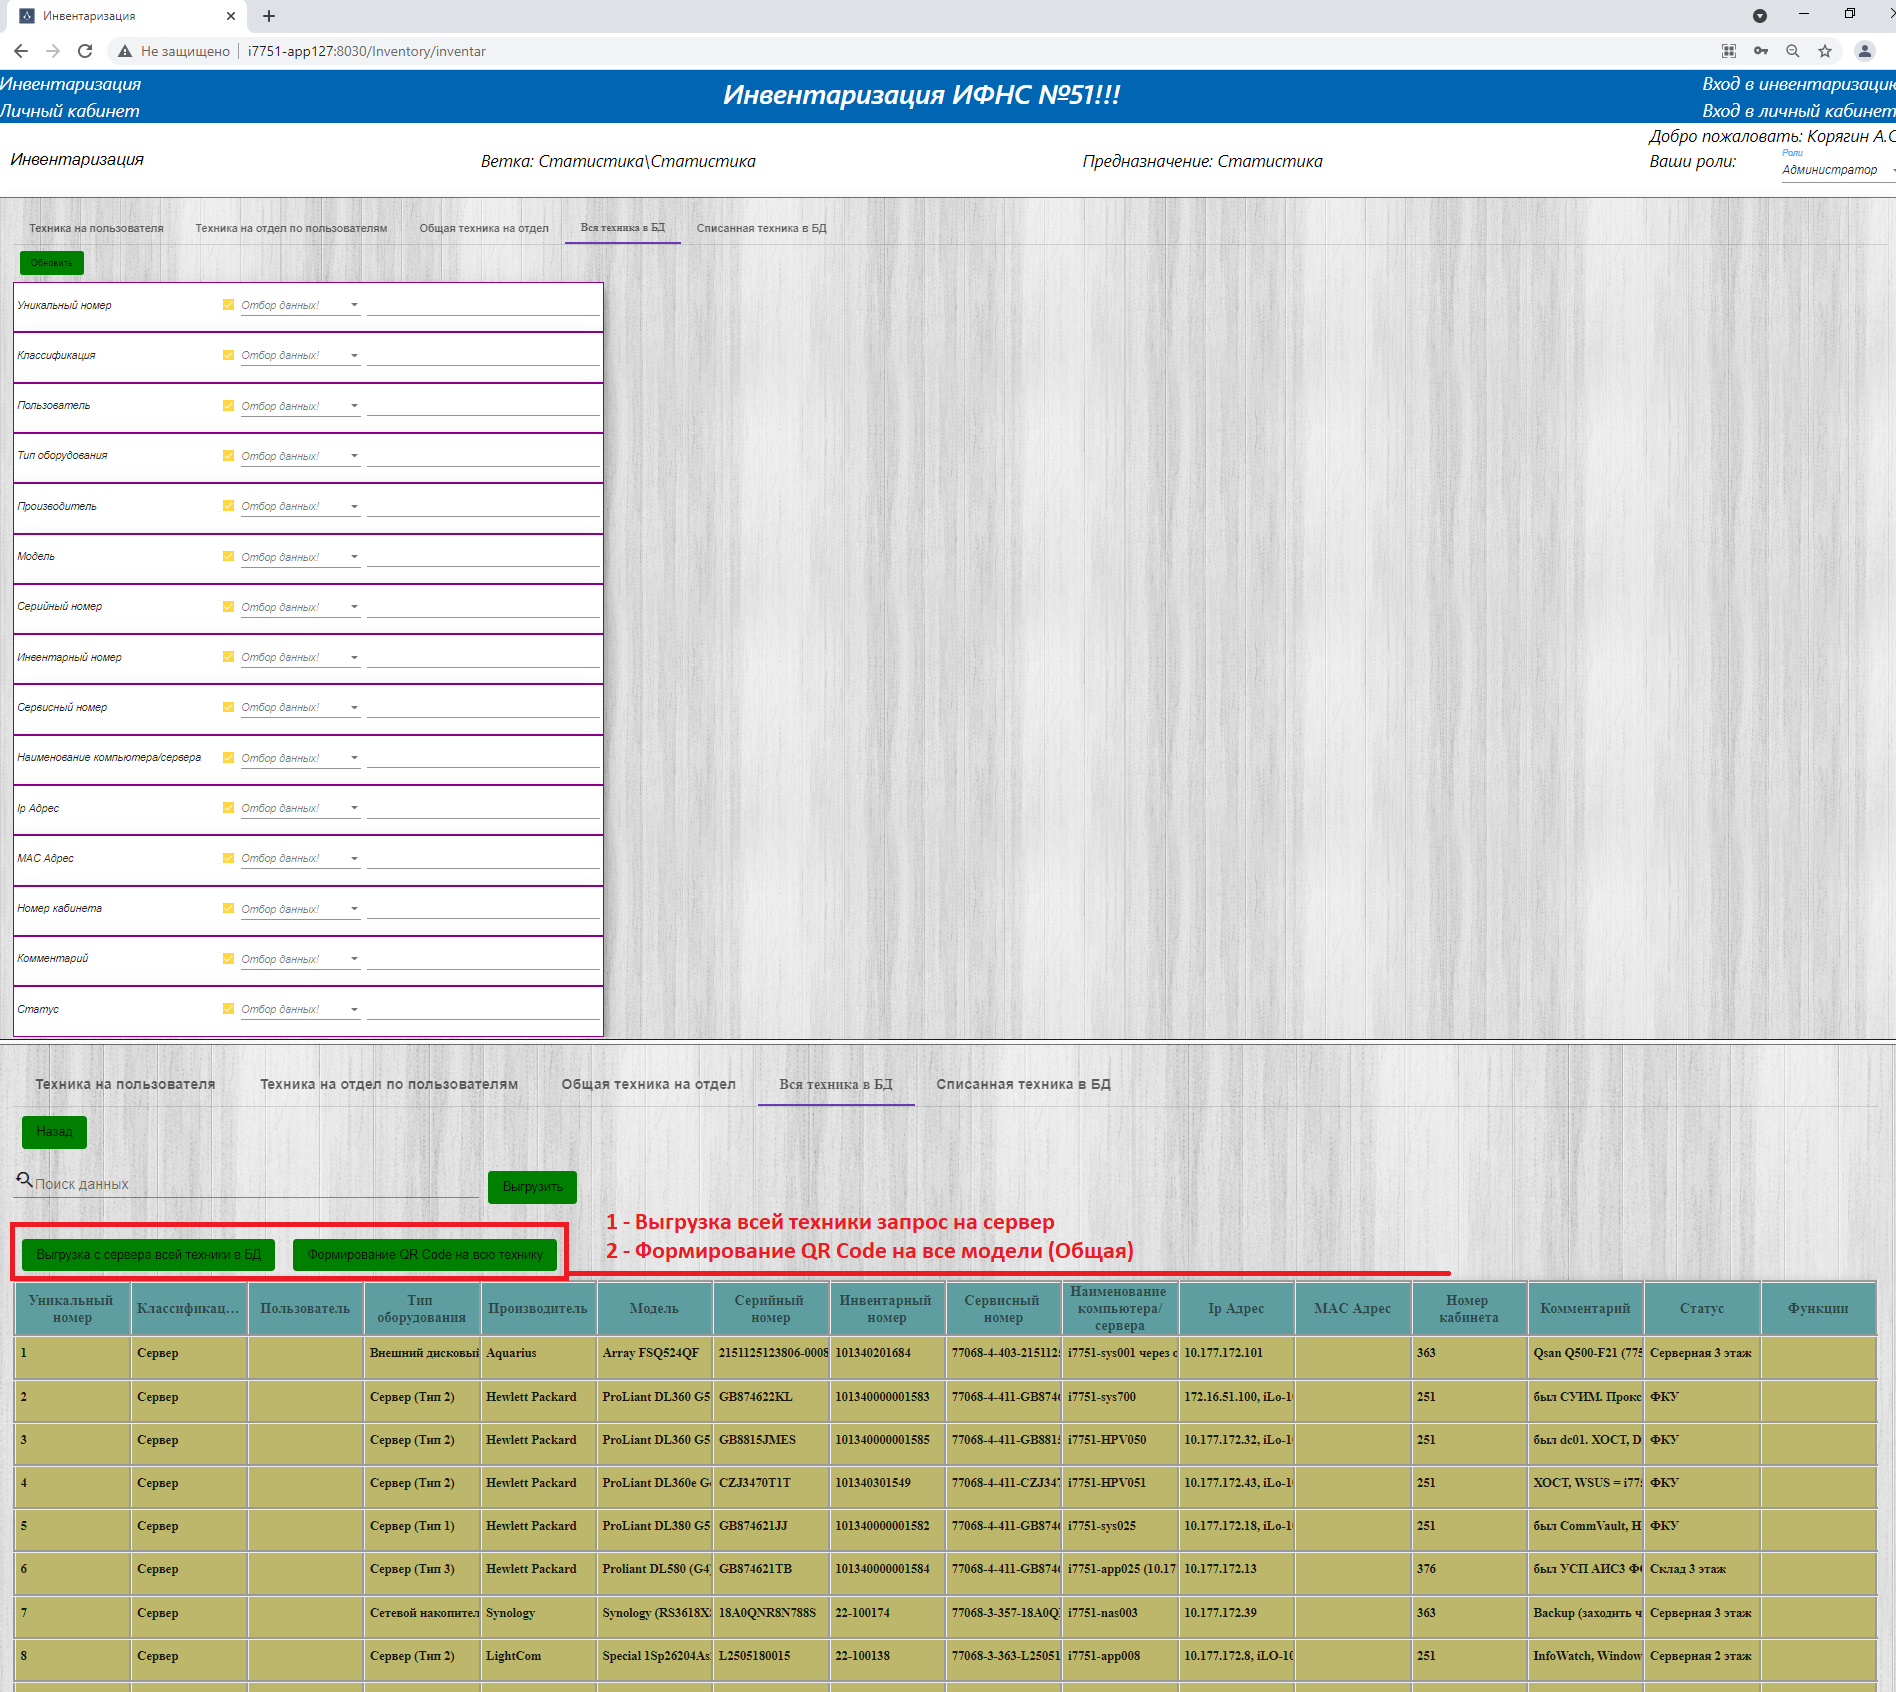 Инвентаризация
Не защищено
i7751-app127:8030/Inventory/inventar
Инвентаризация
Личный кабинет
Инвентаризация ИФНС №51!!!
Вход в инвентаризацию
Вход в личный кабинет
Добро пожаловать: Корягин А.С
Инвентаризация
Ветка: Статистика\Статистика
Предназначение: Статистика
Ваши роли:
Роли
Администратор
Техника на пользователя
Техника на отдел по пользователям
Общая техника на отдел
Вся техника в БД
Списанная техника в БД
Обновить
Уникальный номер Отбор данных!
Классификация Отбор данных!
Пользователь Отбор данных!
Тип оборудования Отбор данных!
Производитель Отбор данных!
Модель Отбор данных!
Серийный номер Отбор данных!
Инвентарный номер Отбор данных!
Сервисный номер Отбор данных!
Наименование компьютера/сервера Отбор данных!
Ip Адрес Отбор данных!
МАС Адрес Отбор данных!
Номер кабинета Отбор данных!
Комментарий Отбор данных!
Статус Отбор данных!
Техника на пользователя
Техника на отдел по пользователям
Общая техника на отдел
Вся техника в БД
Списанная техника в БД
Назад
Поиск данных
Выгрузить
1 - Выгрузка всей техники запрос на сервер
2 - Формирование QR Code на все модели (Общая)
Выгрузка с сервера всей техники в БД
Формирование QR Code на всю технику
Уникальный номер Классификац... Пользователь Тип оборудования Производитель Модель Серийный номер Инвентарный номер Сервисный номер Наименование компьютера/ сервера Ip Адрес МАС Адрес Номер кабинета Комментарий Статус Функции
1 Сервер Внешний дисковый Aquarius Array FSQ524QF 2151125123806-0008 101340201684 77068-4-403-215112 i7751-sys001 через 10.177.172.101 363 Qsan Q500-F21 (775 Серверная 3 этаж
2 Сервер Сервер (Тип 2) Hewlett Packard ProLiant DL360 G5 GB874622KL 101340000001583 77068-4-411-GB874 i7751-sys700 172.16.51.100, iLo-1 251 был СУИМ. Прокс ФКУ
3 Сервер Сервер (Тип 2) Hewlett Packard ProLiant DL360 G5 GB8815JMES 101340000001585 77068-4-411-GB881 i7751-HPV050 10.177.172.32, iLo-1 251 был dc01. ХОСТ, D ФКУ
4 Сервер Сервер (Тип 2) Hewlett Packard ProLiant DL360e G CZJ3470T1T 101340301549 77068-4-411-CZJ347 i7751-HPV051 10.177.172.43, iLo-1 251 ХОСТ, WSUS = i77 ФКУ
5 Сервер Сервер (Тип 1) Hewlett Packard ProLiant DL380 G5 GB874621JJ 101340000001582 77068-4-411-GB874 i7751-sys025 10.177.172.18, iLo-1 251 был CommVault, H ФКУ
6 Сервер Сервер (Тип 3) Hewlett Packard Proliant DL580 (G4) GB874621TB 101340000001584 77068-4-411-GB874 i7751-app025 (10.17 10.177.172.13 376 был УСП АИС3 Ф Склад 3 этаж
7 Сервер Сетевой накопител Synology Synology (RS3618X 18A0QNR8N788S 22-100174 77068-3-357-18A0Q i7751-nas003 10.177.172.39 363 Backup (заходить ч Серверная 3 этаж
8 Сервер Сервер (Тип 2) LightCom Special 1Sp26204As L2505180015 22-100138 77068-3-363-L25051 i7751-app008 10.177.172.8, iLO-10 251 InfoWatch, Window Серверная 2 этаж